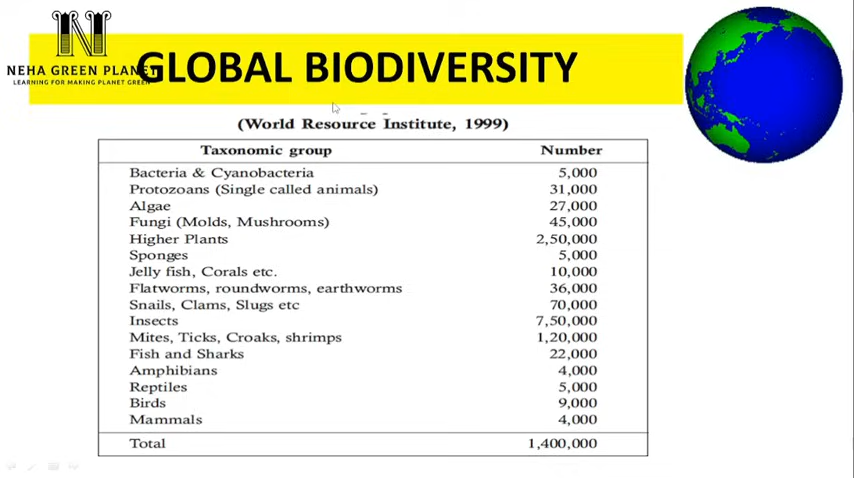 N
NEHA GREEN PLANET
LEARNING FOR MAKING PLANET GREEN
GLOBAL BIODIVERSITY
(World Resource Institute, 1999)
Taxonomic group Number
Bacteria & Cyanobacteria 5,000
Protozoans (Single called animals) 31,000
Algae 27,000
Fungi (Molds, Mushrooms) 45,000
Higher Plants 2,50,000
Sponges 5,000
Jelly fish, Corals etc. 10,000
Flatworms, roundworms, earthworms 36,000
Snails, Clams, Slugs etc 70,000
Insects 7,50,000
Mites, Ticks, Croaks, shrimps 1,20,000
Fish and Sharks 22,000
Amphibians 4,000
Reptiles 5,000
Birds 9,000
Mammals 4,000
Total 1,400,000